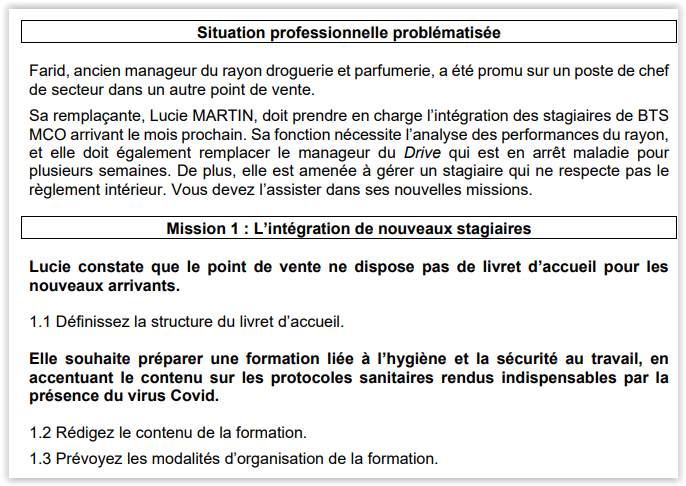 Situation professionnelle problématisée
Farid, ancien manageur du rayon droguerie et parfumerie, a été promu sur un poste de chef
de secteur dans un autre point de vente.
Sa remplaçante, Lucie MARTIN, doit prendre en charge l’intégration des stagiaires de BTS
MCO arrivant le mois prochain. Sa fonction nécessite l’analyse des performances du rayon,
et elle doit également remplacer le manageur du Drive qui est en arrêt maladie pour
plusieurs semaines. De plus, elle est amenée à gérer un stagiaire qui ne respecte pas le
règlement intérieur. Vous devez l’assister dans ses nouvelles missions.
Mission 1 : L’intégration de nouveaux stagiaires
Lucie constate que le point de vente ne dispose pas de livret d’accueil pour les
nouveaux arrivants.
1.1 Définissez la structure du livret d’accueil.
Elle souhaite préparer une formation liée à l’hygiène et la sécurité au travail, en
accentuant le contenu sur les protocoles sanitaires rendus indispensables par la
présence du virus Covid.
1.2 Rédigez le contenu de la formation.
1.3 Prévoyez les modalités d’organisation de la formation.